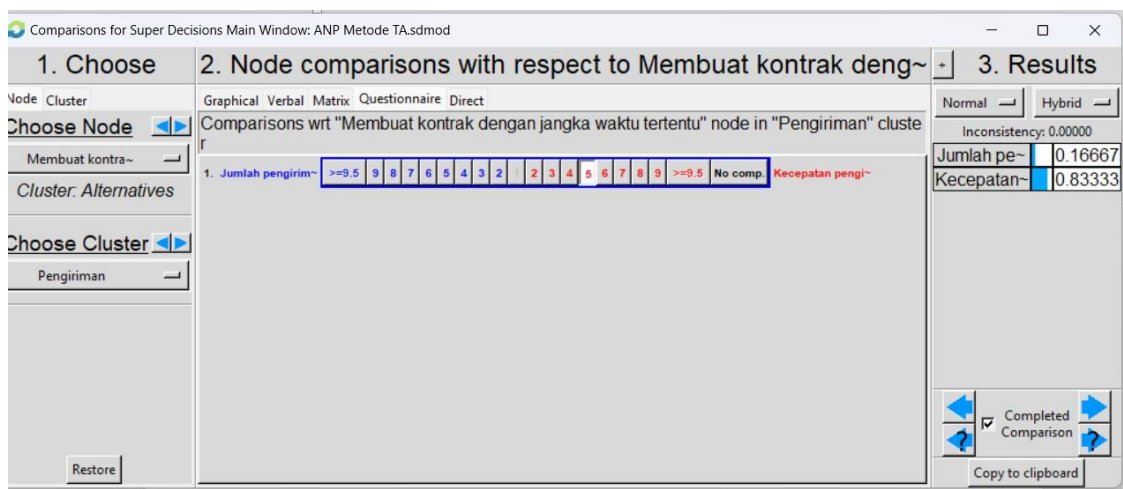 Comparisons for Super Decisions Main Window: ANP Metode TA.sdmod
1. Choose
Node Cluster
Choose Node
Membuat kontra~
Cluster: Alternatives
Choose Cluster
Pengiriman
Restore
2. Node comparisons with respect to Membuat kontrak deng~
Graphical Verbal Matrix Questionnaire Direct
Comparisons wrt "Membuat kontrak dengan jangka waktu tertentu" node in "Pengiriman" cluste
r
1. Jumlah pengirim~ >=9.5 9 8 7 6 5 4 3 2 1 2 3 4 5 6 7 8 9 >=9.5 No comp. Kecepatan pengi~
+ 3. Results
Normal Hybrid
Inconsistency: 0.00000
Jumlah pe~ 0.16667
Kecepatan~ 0.83333
Completed
Comparison
? ?
Copy to clipboard